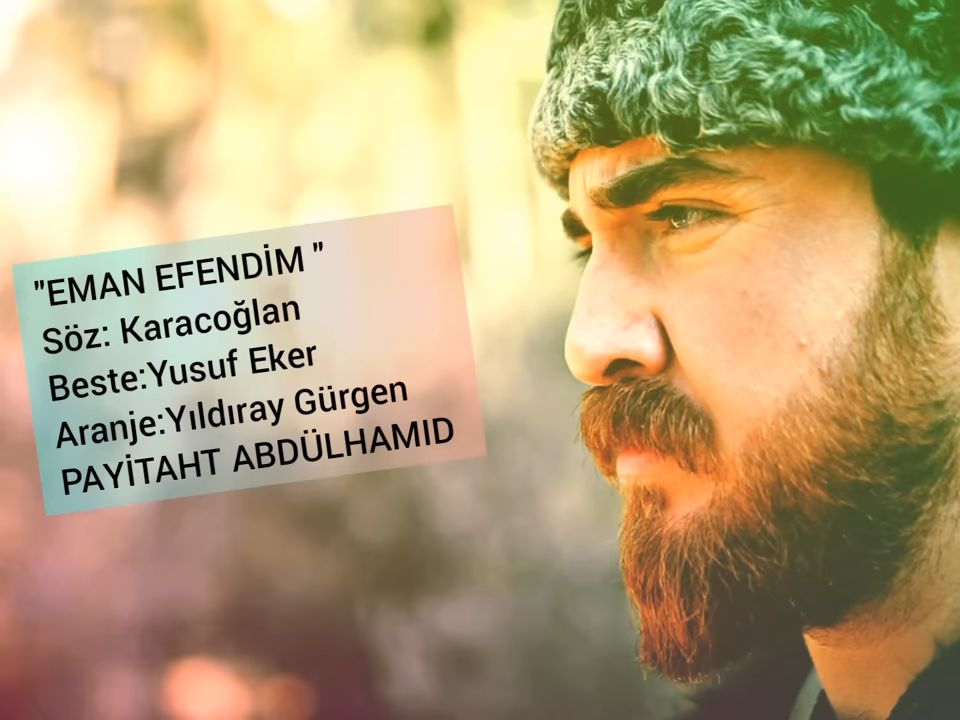 "EMAN EFENDİM "
Söz: Karacoğlan
Beste:Yusuf Eker
Aranje:Yıldıray Gürgen
PAYİTAHT ABDÜLHAMID